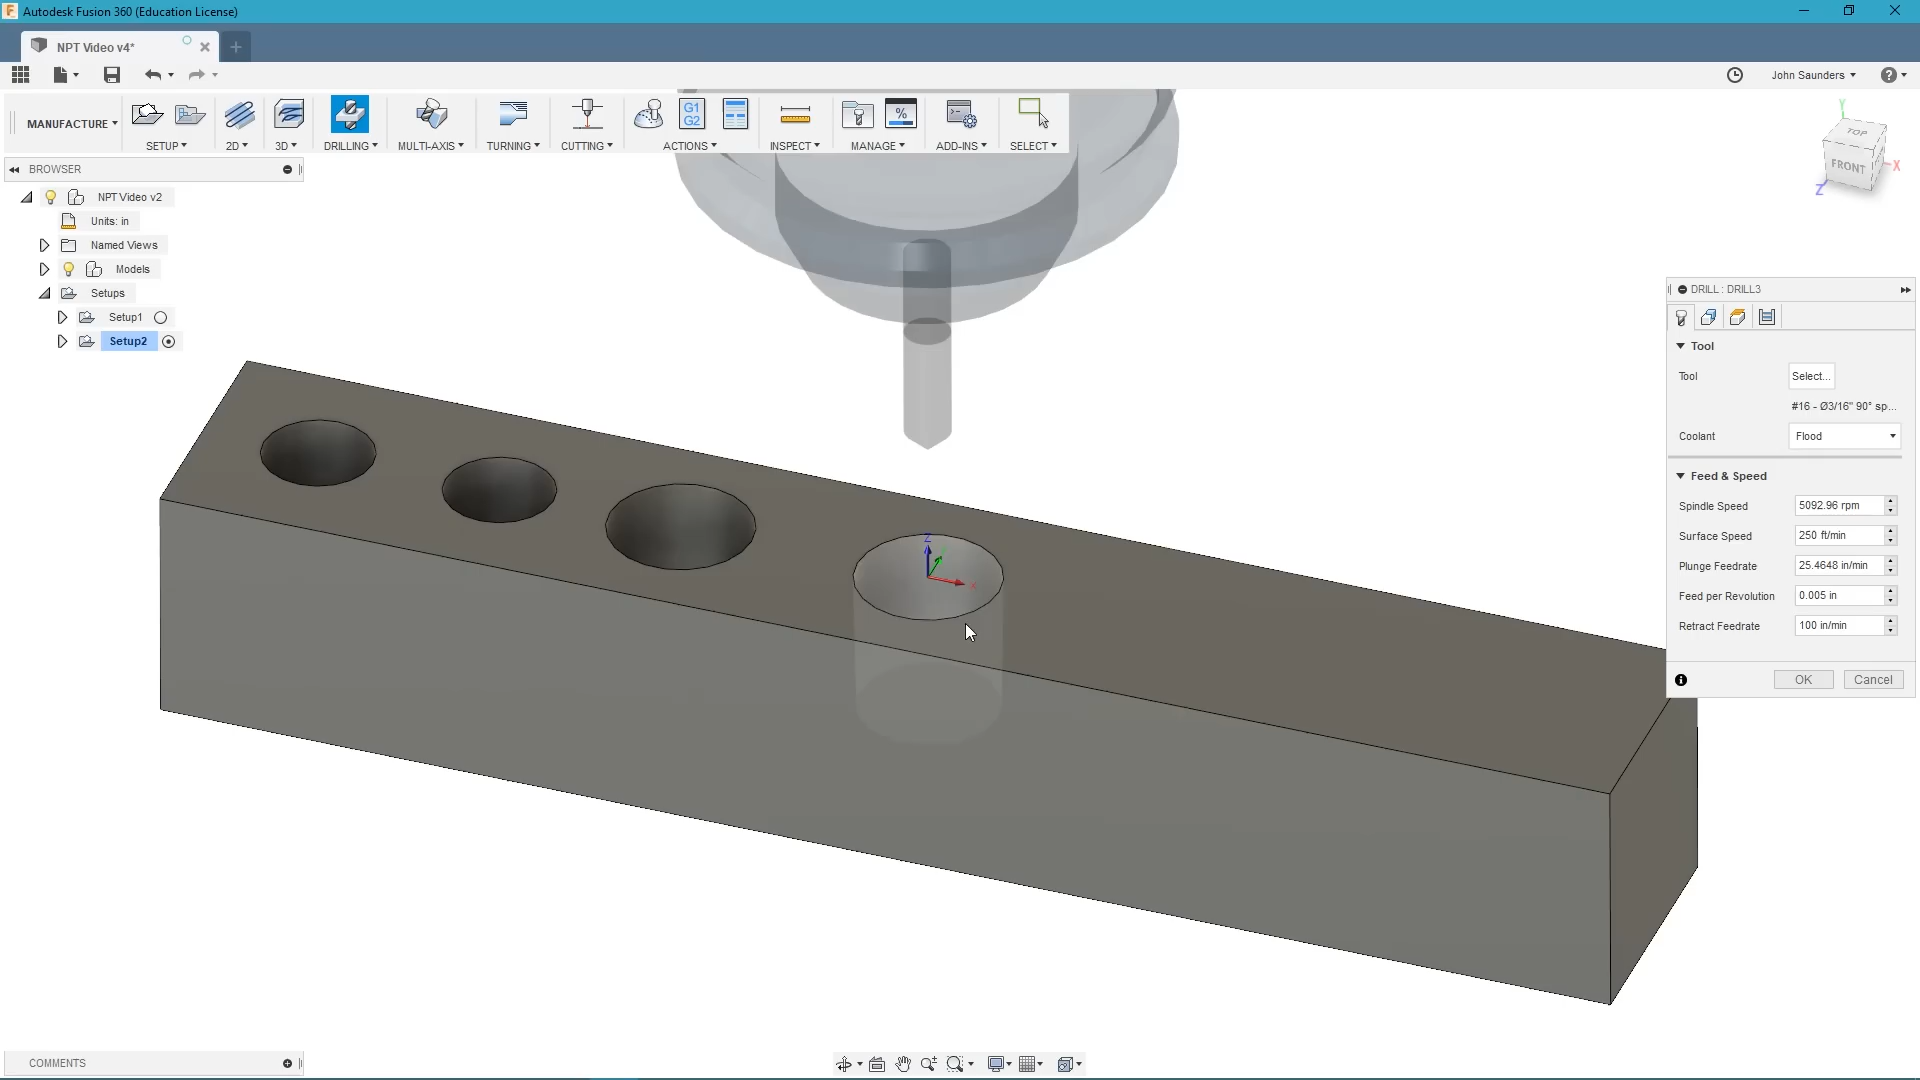 Autodesk Fusion 360 (Education License)
NPT Video v4*
John Saunders
MANUFACTURE
G1
G2
%
SETUP
2D
3D
DRILLING
MULTI-AXIS
TURNING
CUTTING
ACTIONS
INSPECT
MANAGE
ADD-INS
SELECT
BROWSER
NPT Video v2
Units: in
Named Views
Models
Setups
Setup1
Setup2
Y
TOP
FRONT
X
Z
DRILL : DRILL3
Tool
Tool
Select...
#16 - Ø3/16" 90° sp...
Coolant
Flood
Feed & Speed
Spindle Speed
5092.96 rpm
Surface Speed
250 ft/min
Plunge Feedrate
25.4648 in/min
Feed per Revolution
0.005 in
Retract Feedrate
100 in/min
OK
Cancel
Z
X
COMMENTS